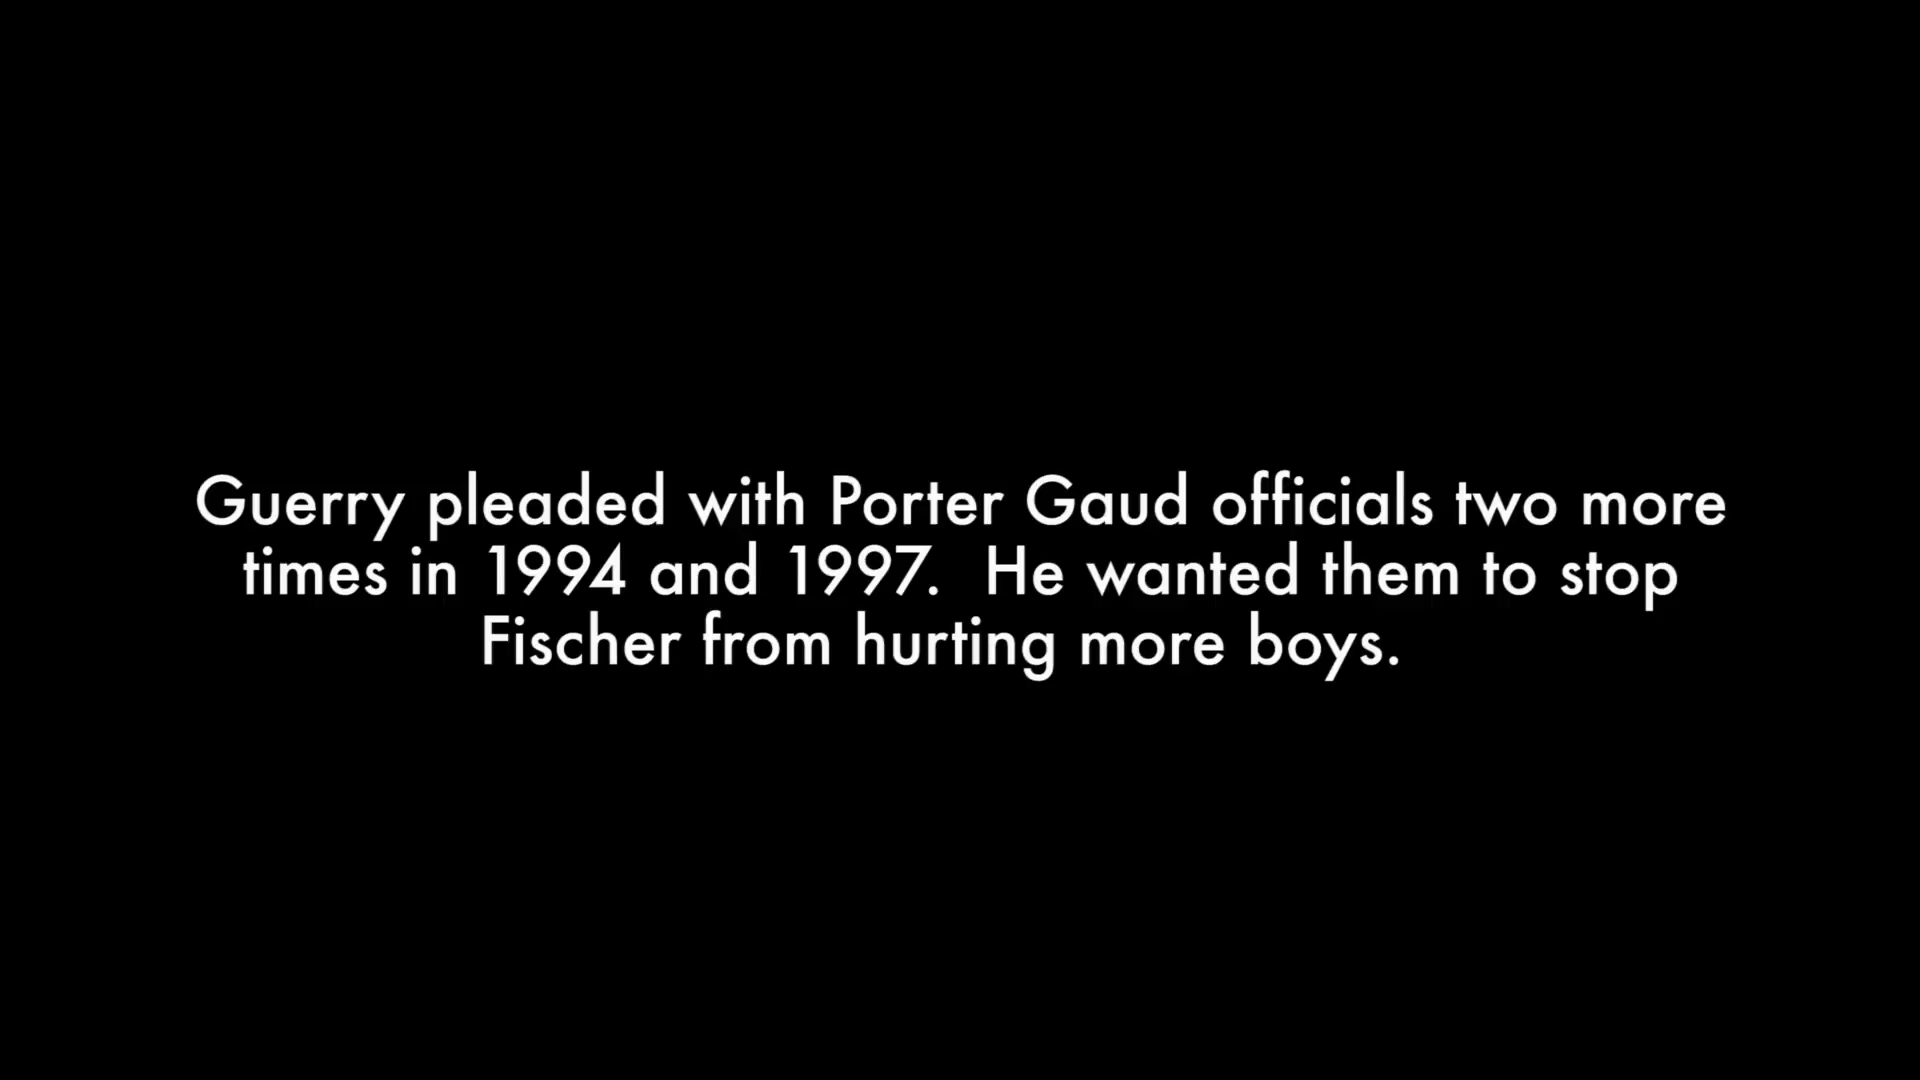 Guerry pleaded with Porter Gaud officials two more
times in 1994 and 1997.  He wanted them to stop
Fischer from hurting more boys.